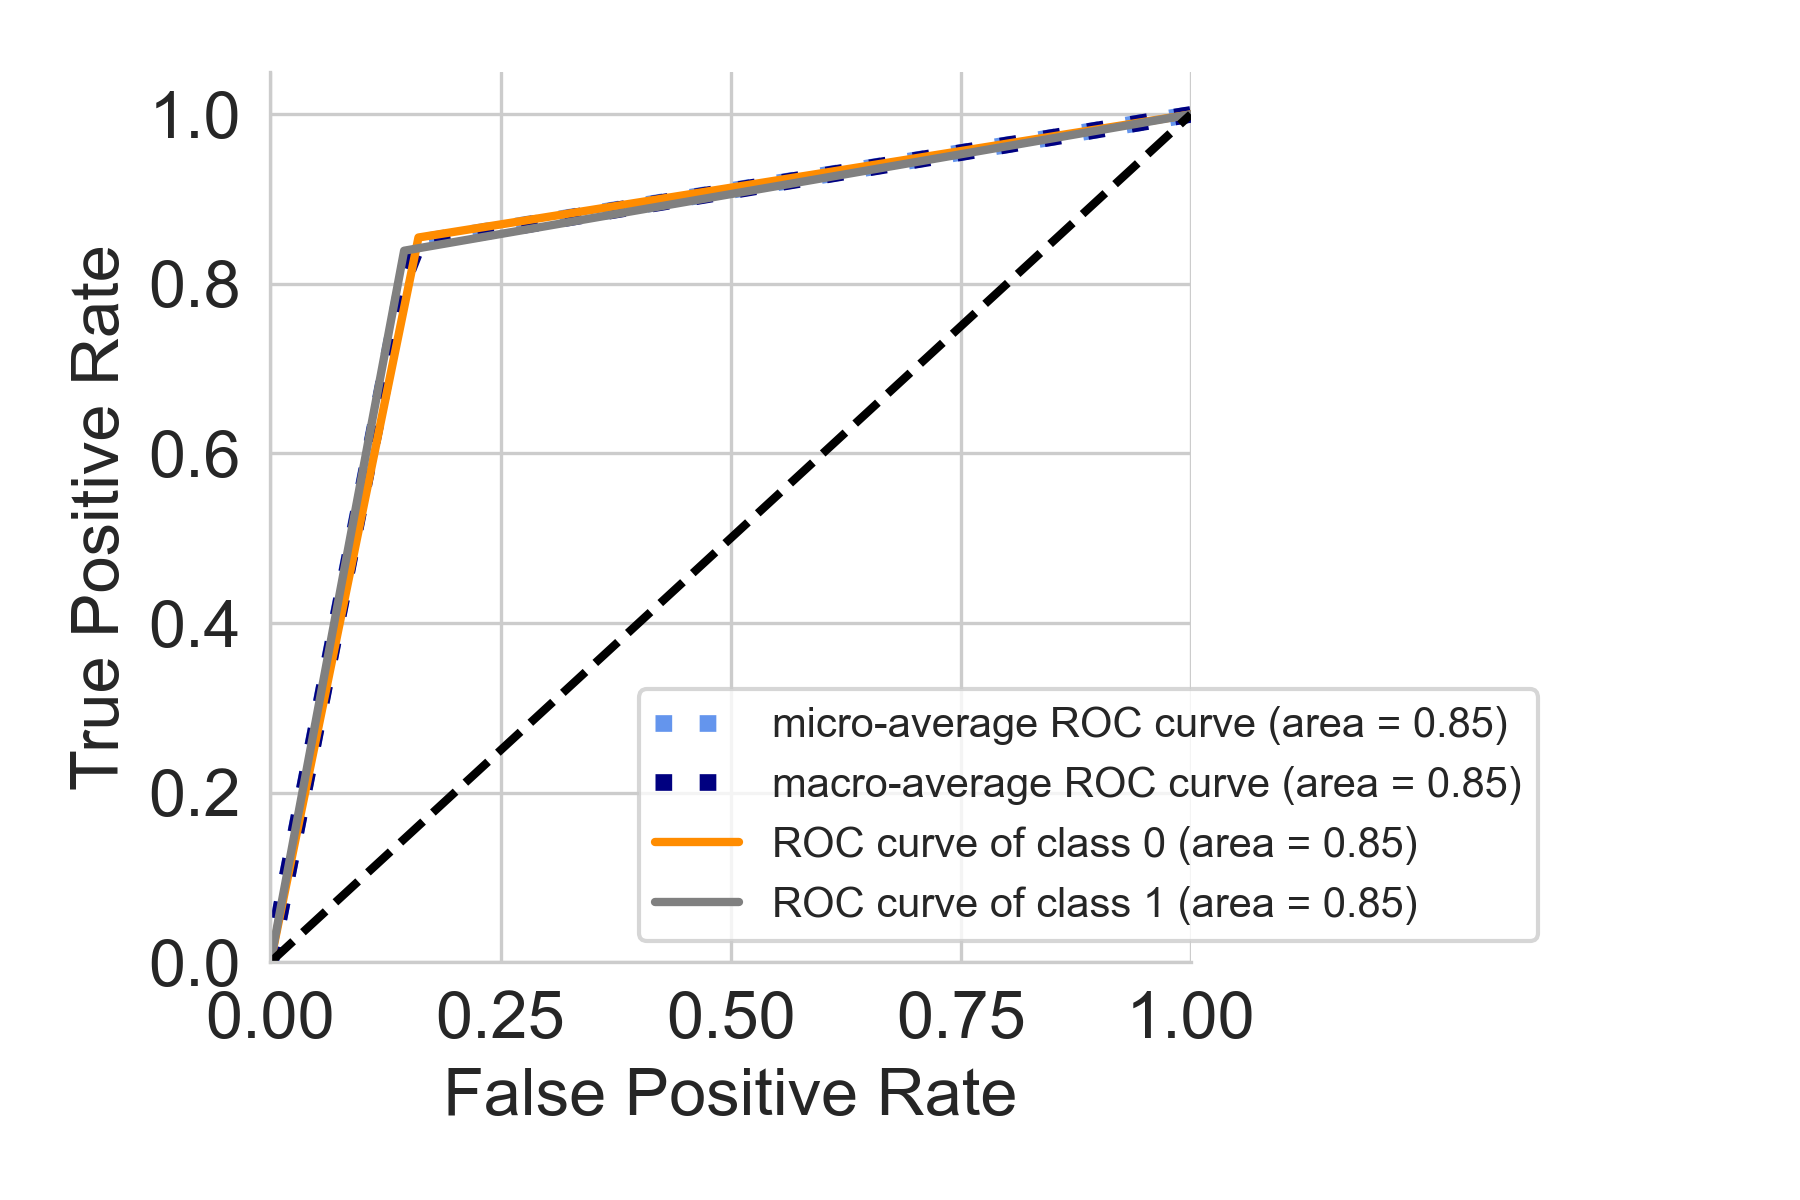 True Positive Rate
1.0
0.8
0.6
0.4
0.2
0.0
micro-average ROC curve (area = 0.85)
macro-average ROC curve (area = 0.85)
ROC curve of class 0 (area = 0.85)
ROC curve of class 1 (area = 0.85)
0.00 0.25 0.50 0.75 1.00
False Positive Rate